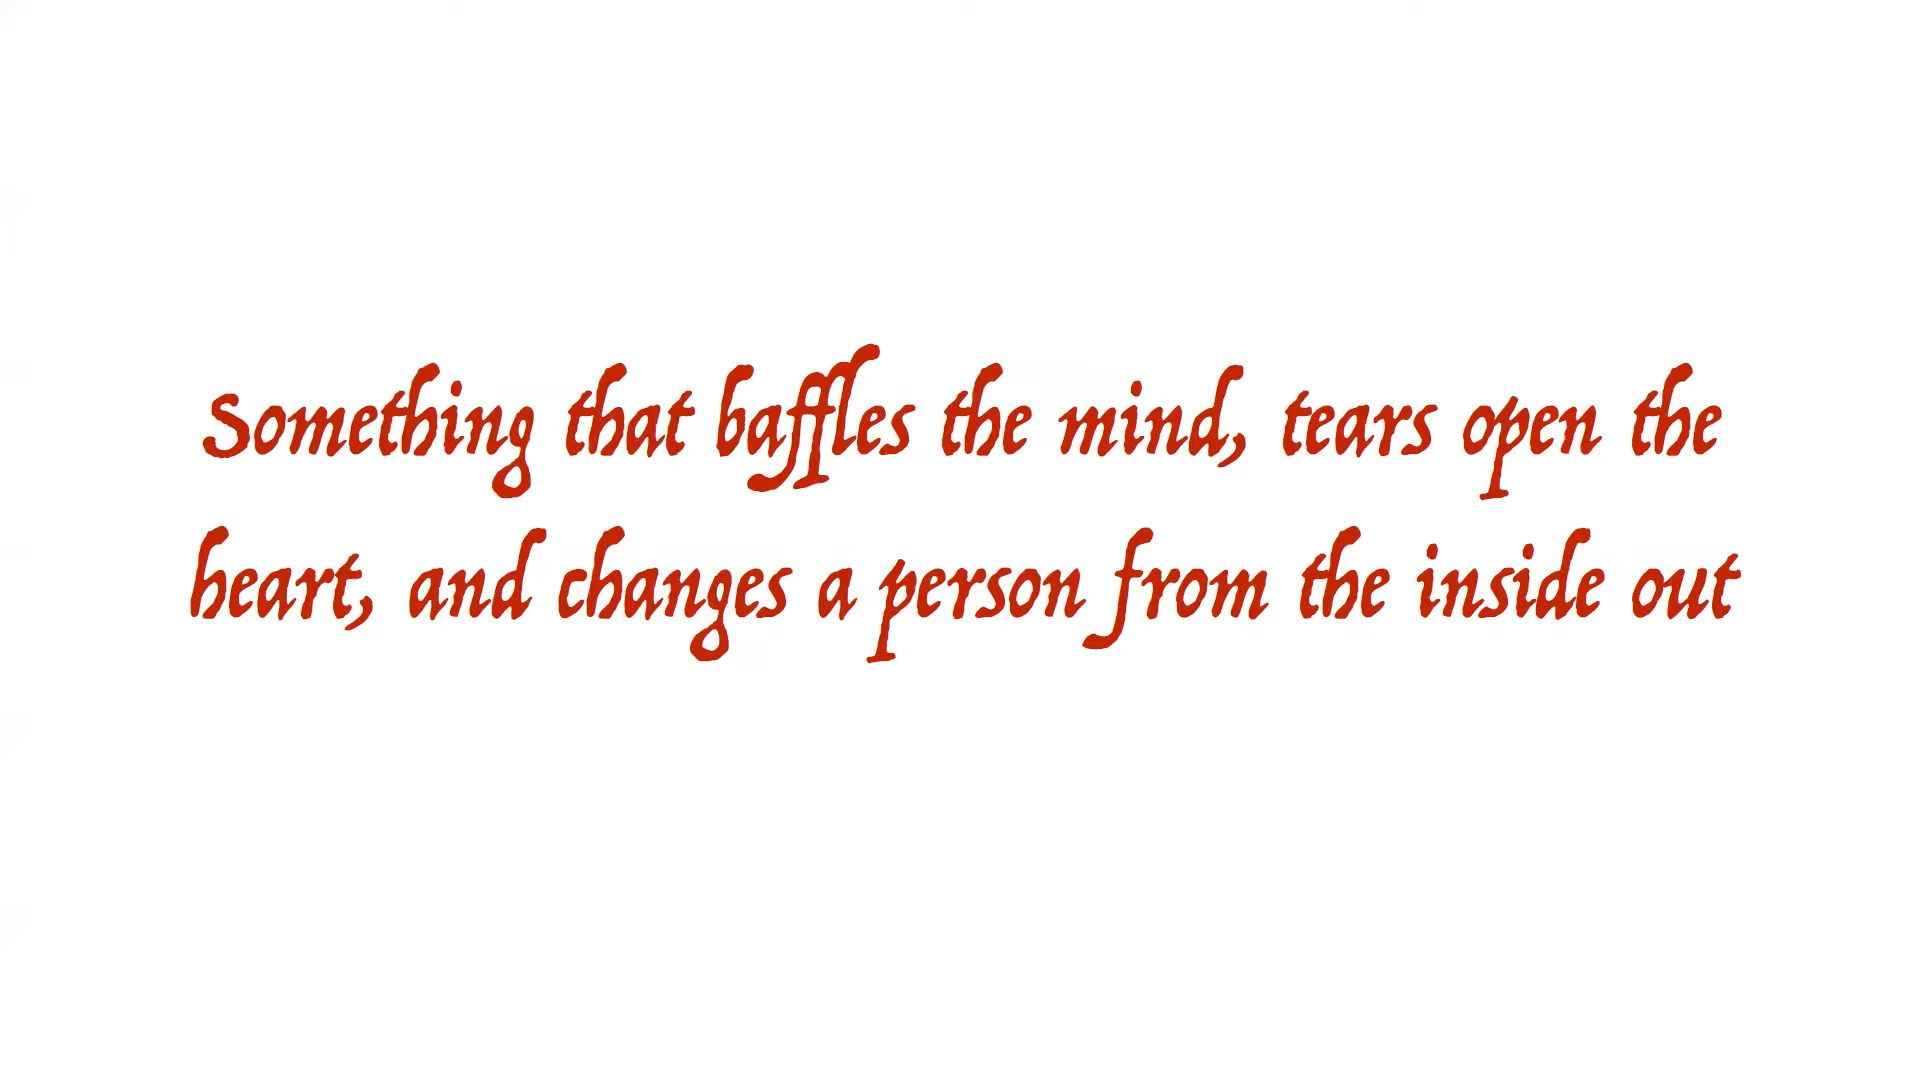 Something that baffles the mind, tears open the
heart, and changes a person from the inside out